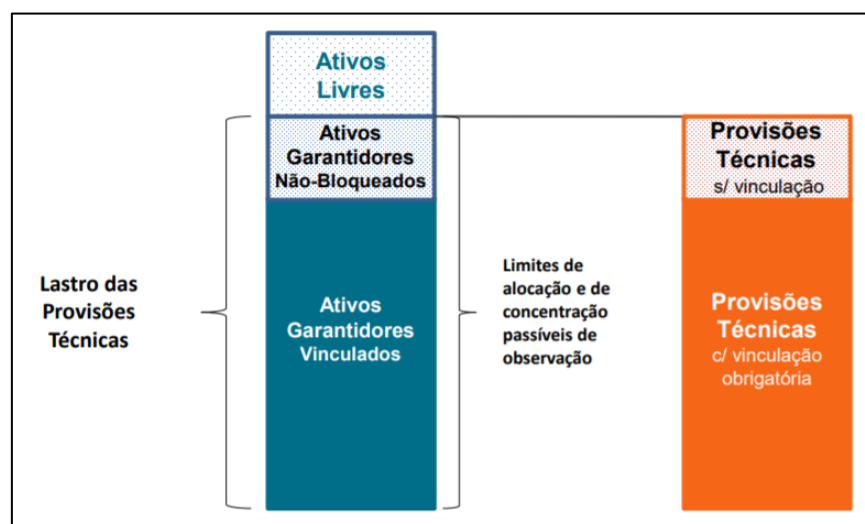 Ativos
Livres
Ativos
Garantidores
Não-Bloqueados
Provisões
Técnicas
s/ vinculação
Lastro das
Provisões
Técnicas
Ativos
Garantidores
Vinculados
Limites de
alocação e de
concentração
passíveis de
observação
Provisões
Técnicas
c/ vinculação
obrigatória